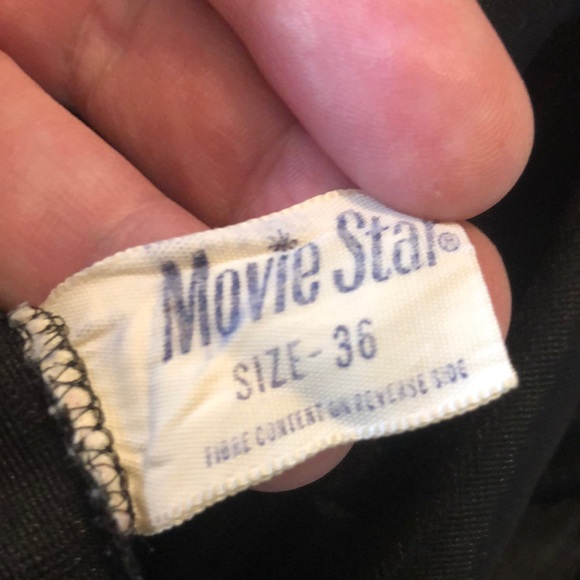 Movie Star®
SIZE-36
FIBRE CONTENT ON REVERSE SIDE